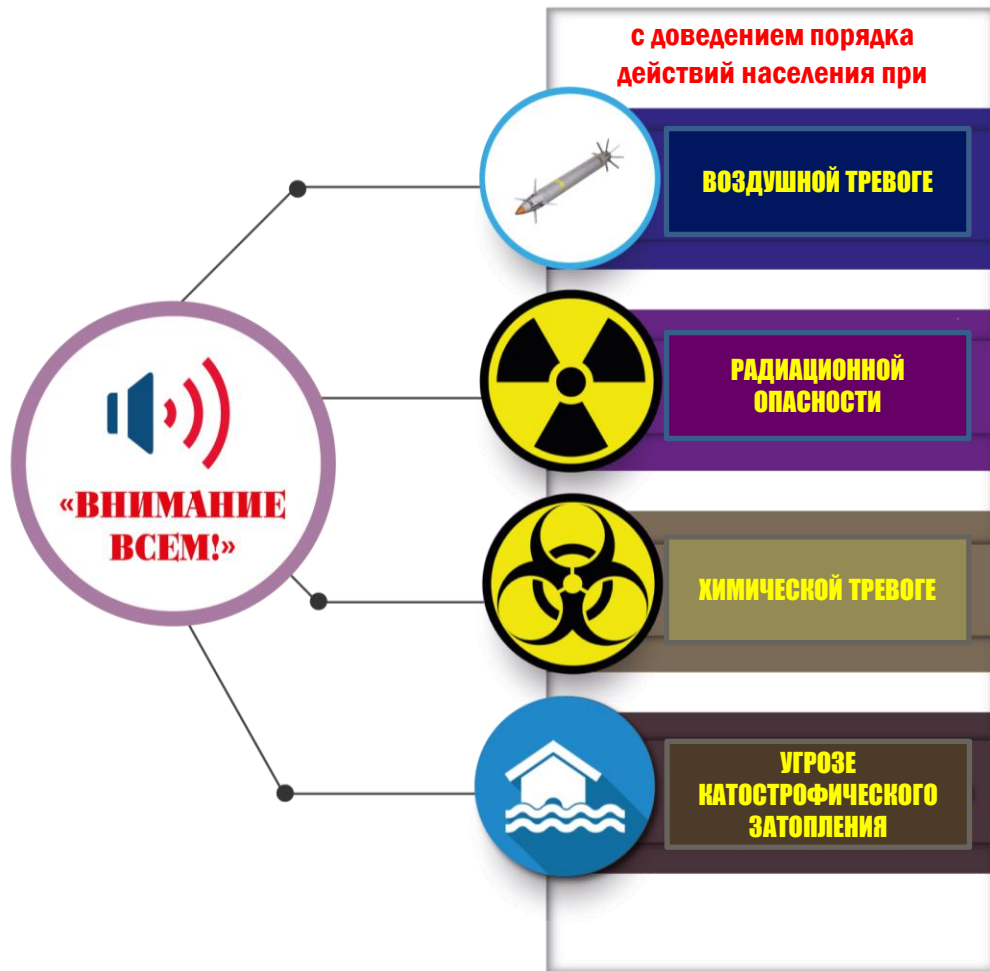 с доведением порядка
действий населения при
ВОЗДУШНОЙ ТРЕВОГЕ
РАДИАЦИОННОЙ
ОПАСНОСТИ
«ВНИМАНИЕ
ВСЕМ!»
ХИМИЧЕСКОЙ ТРЕВОГЕ
УГРОЗЕ
КАТОСТРОФИЧЕСКОГО
ЗАТОПЛЕНИЯ